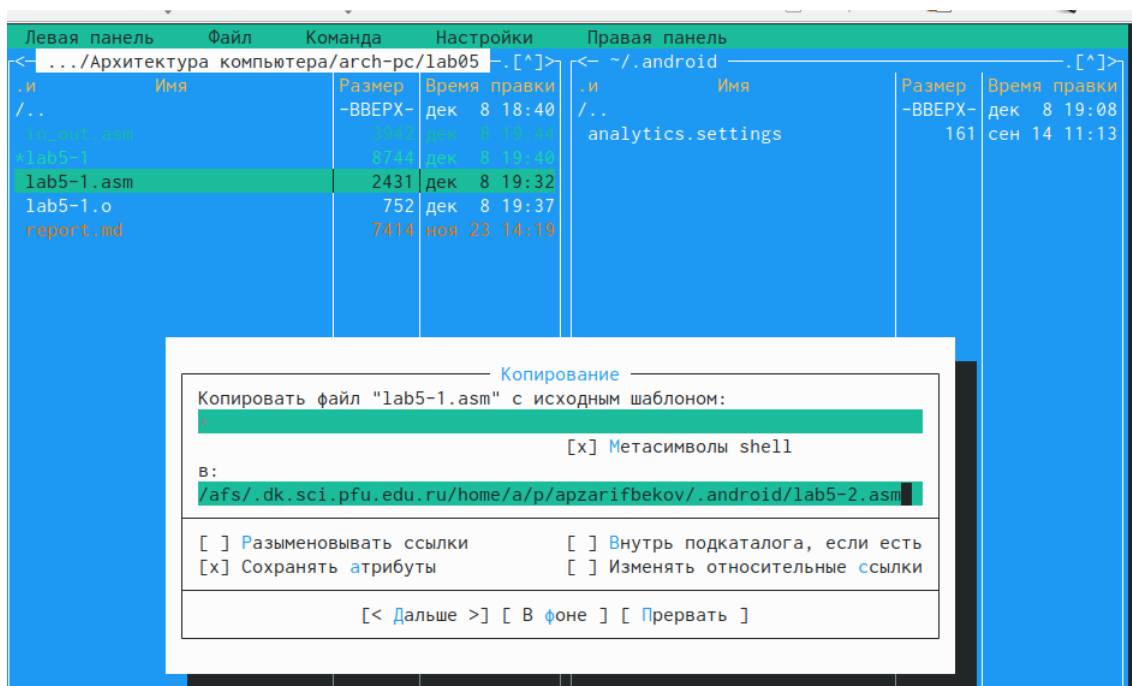 Левая панель Файл Команда Настройки Правая панель
<— .../Архитектура компьютера/arch-pc/lab05 —.[^]> <— ~/.android —.[^]>
.и Имя Размер Время правки .и Имя Размер Время правки
/.. -ВВЕРХ- дек 8 18:40 /.. -ВВЕРХ- дек 8 19:08
in_out.asm 3942 дек 8 19:44 analytics.settings 161 сен 14 11:13
*lab5-1 8744 дек 8 19:40
lab5-1.asm 2431 дек 8 19:32
lab5-1.o 752 дек 8 19:37
report.md 7414 ноя 23 14:19
Копирование
Копировать файл "lab5-1.asm" с исходным шаблоном:
*
[x] Метасимволы shell
в:
/afs/.dk.sci.pfu.edu.ru/home/a/p/apzarifbekov/.android/lab5-2.asm
[ ] Разыменовывать ссылки [ ] Внутрь подкаталога, если есть
[x] Сохранять атрибуты [ ] Изменять относительные ссылки
[< Дальше >] [ В фоне ] [ Прервать ]